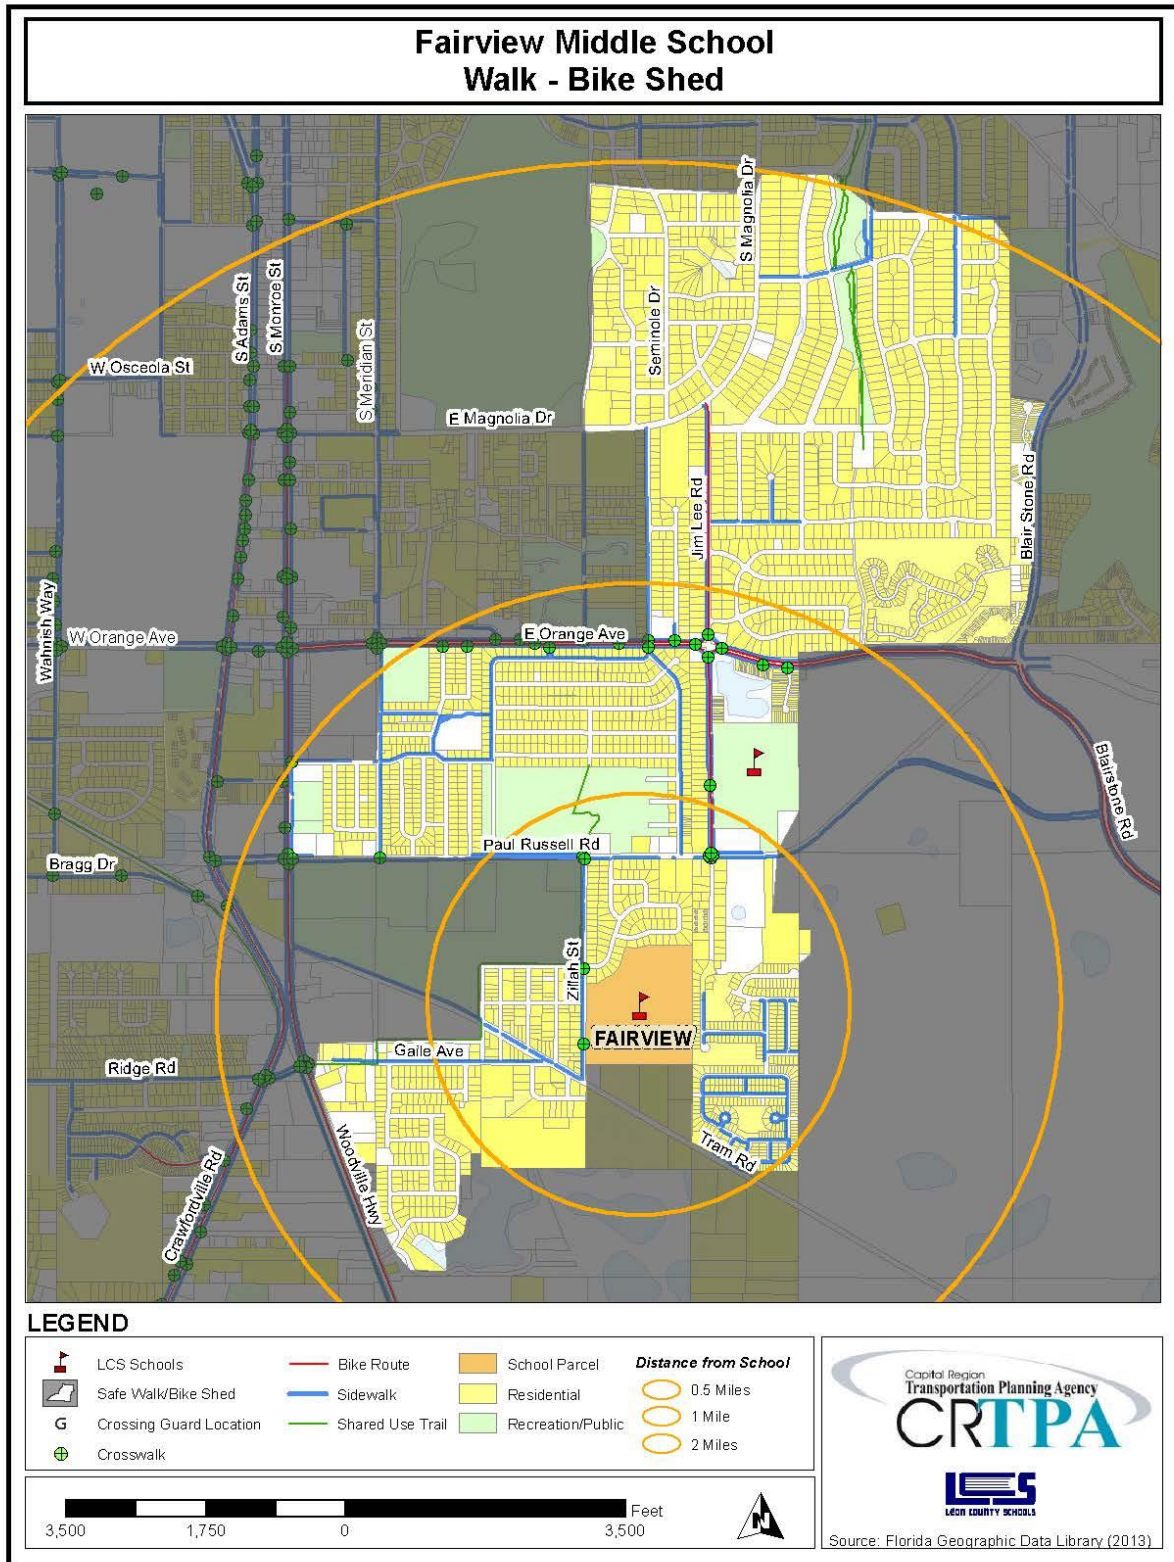 Fairview Middle School
Walk - Bike Shed
S Magnolia Dr
S Adams St
S Monroe St
Seminole Dr
S Meridian St
W Osceola St
E Magnolia Dr
Jim Lee Rd
Blair Stone Rd
Wahnish Way
W Orange Ave
E Orange Ave
Blairstone Rd
Paul Russell Rd
Bragg Dr
Zillah St
FAIRVIEW
Gaile Ave
Ridge Rd
Woodville Hwy
Tram Rd
Crawfordville Rd
LEGEND
LCS Schools
Safe Walk/Bike Shed
G Crossing Guard Location
Crosswalk
Bike Route
Sidewalk
Shared Use Trail
School Parcel
Residential
Recreation/Public
Distance from School
0.5 Miles
1 Mile
2 Miles
Capital Region
Transportation Planning Agency
CRTPA
LCS
LEON COUNTY SCHOOLS
Source: Florida Geographic Data Library (2013)
Feet
3,500 1,750 0 3,500
N